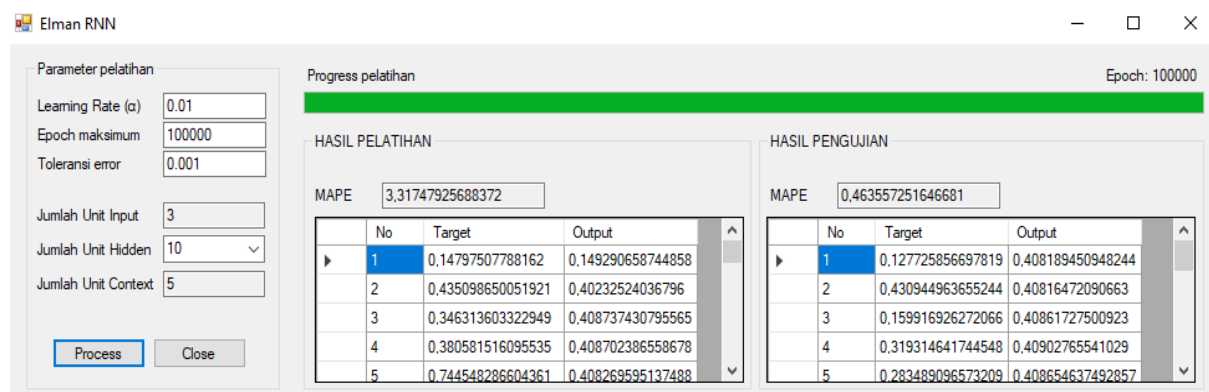 Elman RNN
Parameter pelatihan
Learning Rate (α) 0.01
Epoch maksimum 100000
Toleransi error 0.001
Jumlah Unit Input 3
Jumlah Unit Hidden 10
Jumlah Unit Context 5
Process Close
Progress pelatihan Epoch: 100000
HASIL PELATIHAN
MAPE 3,31747925688372
No Target Output
1 0,14797507788162 0,149290658744858
2 0,435098650051921 0,40232524036796
3 0,346313603322949 0,408737430795565
4 0,380581516095535 0,408702386558678
5 0,744548286604361 0,408269595137488
HASIL PENGUJIAN
MAPE 0,463557251646681
No Target Output
1 0,127725856697819 0,408189450948244
2 0,430944963655244 0,40816472090663
3 0,159916926272066 0,40861727500923
4 0,319314641744548 0,40902765541029
5 0,283489096573209 0,408654637492857